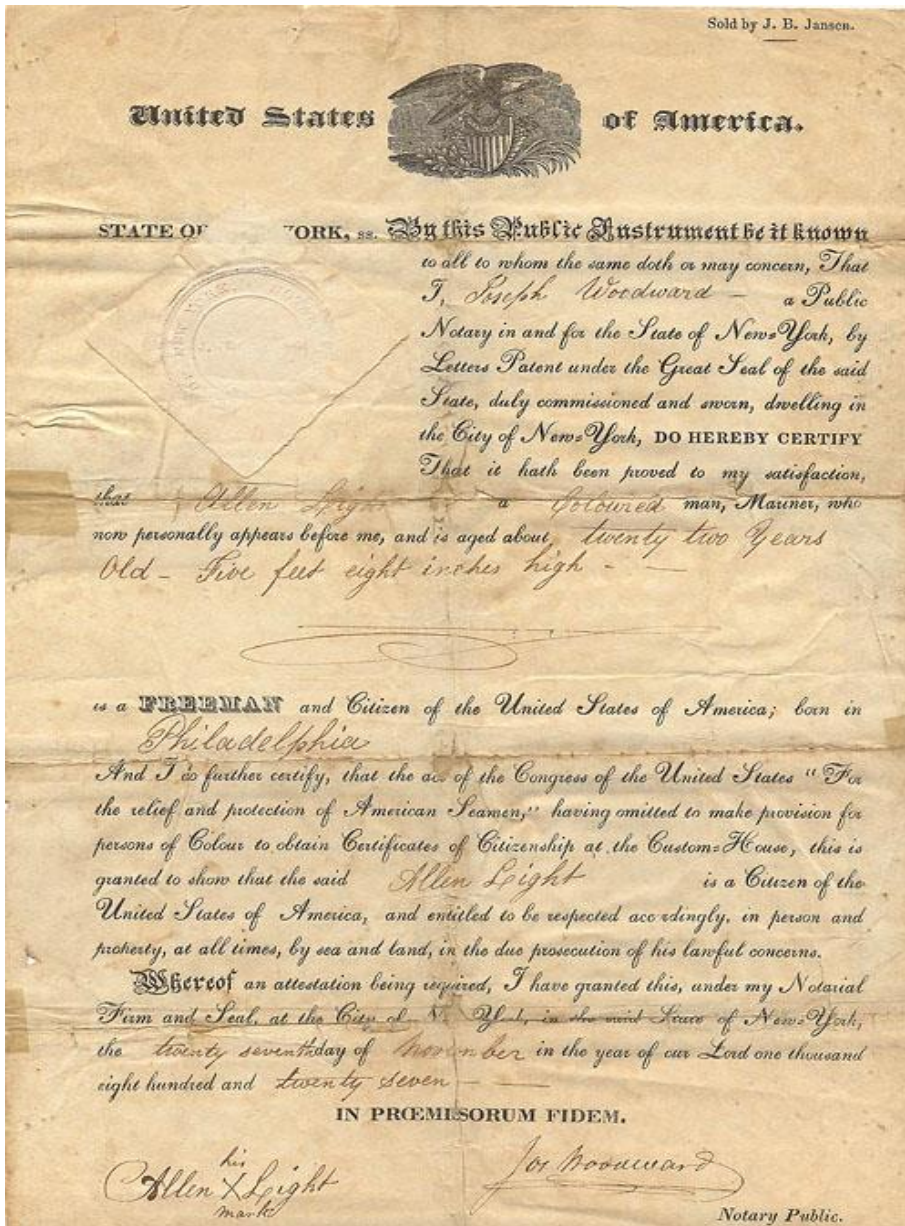 Sold by J. B. Jansen.
United States of America.
STATE OF YORK, ss. By this Public Instrument be it known
to all to whom the same doth or may concern, That
I, Joseph Woodward - a Public
Notary in and for the State of New=York, by
Letters Patent under the Great Seal of the said
State, duly commissioned and sworn, dwelling in
the City of New=York, DO HEREBY CERTIFY
That it hath been proved to my satisfaction,
that Allen Light a Coloured man, Mariner, who
now personally appears before me, and is aged about, twenty two Years
Old - Five feet eight inches high - -
is a FREEMAN and Citizen of the United States of America; born in
Philadelphia
And I do further certify, that the act of the Congress of the United States "For
the relief and protection of American Seamen," having omitted to make provision for
persons of Colour to obtain Certificates of Citizenship at the Custom=House, this is
granted to show that the said Allen Light is a Citizen of the
United States of America, and entitled to be respected accordingly, in person and
property, at all times, by sea and land, in the due prosecution of his lawful concerns.
Whereof an attestation being required, I have granted this, under my Notarial
Firm and Seal, at the City of N York, in the said State of New=York,
the twenty seventh day of November in the year of our Lord one thousand
eight hundred and twenty seven - -
IN PRŒMISORUM FIDEM.
his
Allen X Light
mark
Jos Woodward
Notary Public.